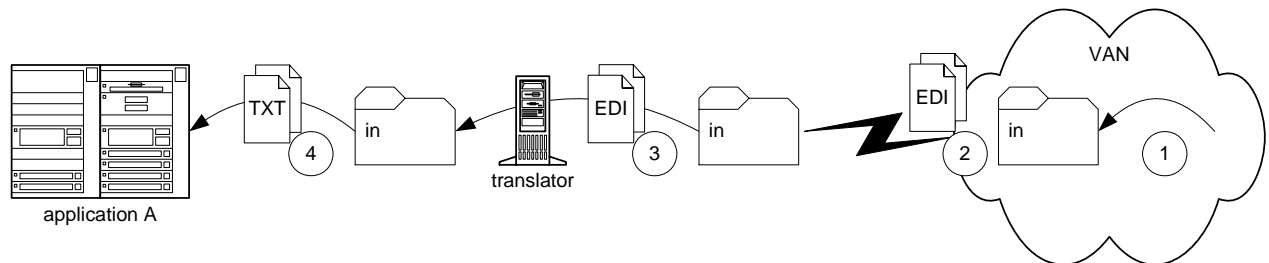 VAN
TXT
EDI
EDI
in
in
in
4
3
2
1
translator
application A